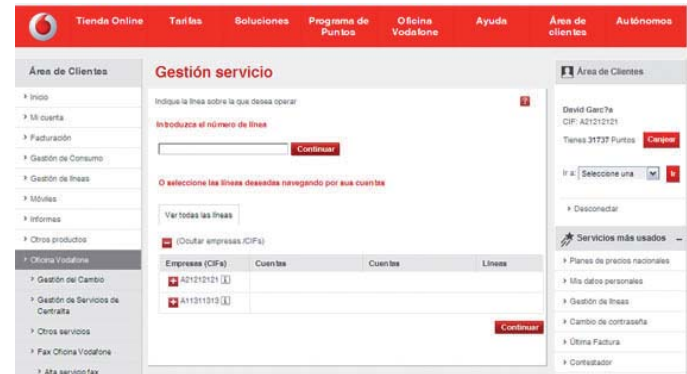 Tienda Online
Tarifas
Soluciones
Programa de
Puntos
Oficina
Vodafone
Ayuda
Área de
clientes
Autónomos
Área de Clientes
Inicio
Mi cuenta
Facturación
Gestión de Consumo
Gestión de líneas
Móviles
Informes
Otros productos
Oficina Vodafone
Gestión del Cambio
Gestión de Servicios de
Centralita
Otros servicios
Fax Oficina Vodafone
Alta servicio fax
Gestión servicio
Indique la línea sobre la que desea operar
?
Introduzca el número de línea
Continuar
O seleccione las líneas deseadas navegando por sus cuentas
Ver todas las líneas
(Ocultar empresas /CIFs)
Empresas (CIFs) Cuentas Cuentas Líneas
A21212121
A11311313
Continuar
Área de Clientes
David Garc?a
CIF: A21212121
Tienes 31737 Puntos Canjear
Ir a: Seleccione una Ir
Desconectar
Servicios más usados
Planes de precios nacionales
Mis datos personales
Gestión de líneas
Cambio de contraseña
Última Factura
Contestador